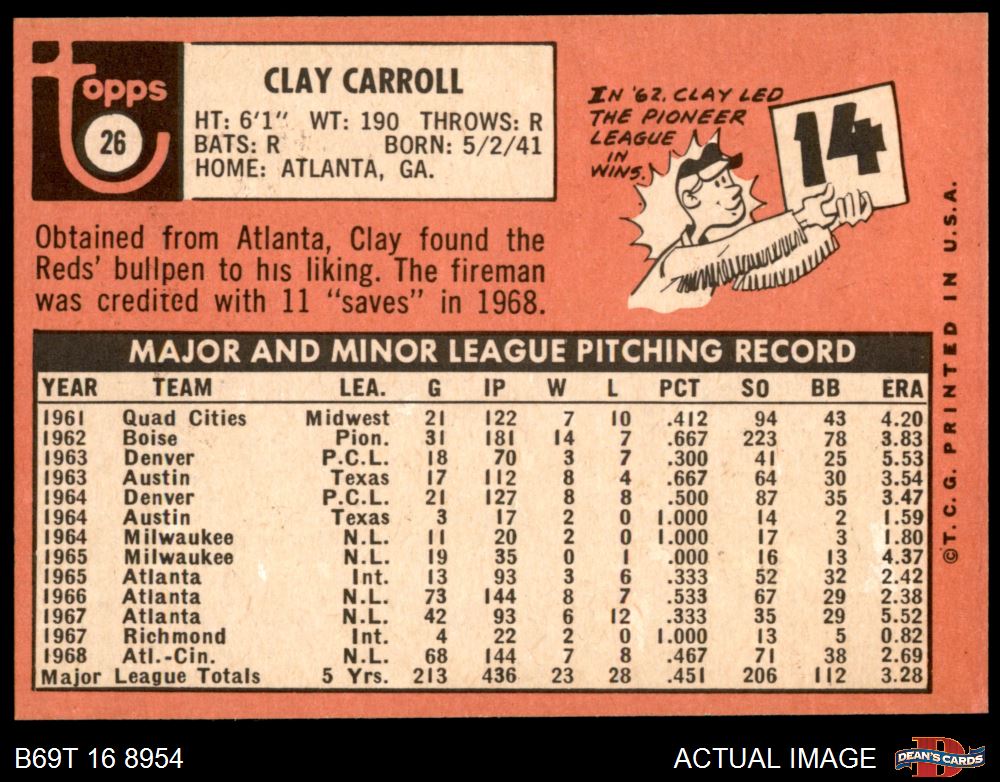 topps
26
CLAY CARROLL
HT: 6'1" WT: 190 THROWS: R
BATS: R BORN: 5/2/41
HOME: ATLANTA, GA.
IN '62, CLAY LED
THE PIONEER
LEAGUE
IN
WINS.
14
Obtained from Atlanta, Clay found the
Reds' bullpen to his liking. The fireman
was credited with 11 "saves" in 1968.
MAJOR AND MINOR LEAGUE PITCHING RECORD
YEAR TEAM LEA. G IP W L PCT SO BB ERA
1961 Quad Cities Midwest 21 122 7 10 .412 94 43 4.20
1962 Boise Pion. 31 181 14 7 .667 223 78 3.83
1963 Denver P.C.L. 18 70 3 7 .300 41 25 5.53
1963 Austin Texas 17 112 8 4 .667 64 30 3.54
1964 Denver P.C.L. 21 127 8 8 .500 87 35 3.47
1964 Austin Texas 3 17 2 0 1.000 14 2 1.59
1964 Milwaukee N.L. 11 20 2 0 1.000 17 3 1.80
1965 Milwaukee N.L. 19 35 0 1 .000 16 13 4.37
1965 Atlanta Int. 13 93 3 6 .333 52 32 2.42
1966 Atlanta N.L. 73 144 8 7 .533 67 29 2.38
1967 Atlanta N.L. 42 93 6 12 .333 35 29 5.52
1967 Richmond Int. 4 22 2 0 1.000 13 5 0.82
1968 Atl.-Cin. N.L. 68 144 7 8 .467 71 38 2.69
Major League Totals 5 Yrs. 213 436 23 28 .451 206 112 3.28
©T.C.G. PRINTED IN U.S.A.
B69T 16 8954
ACTUAL IMAGE
D
DEAN'S CARDS